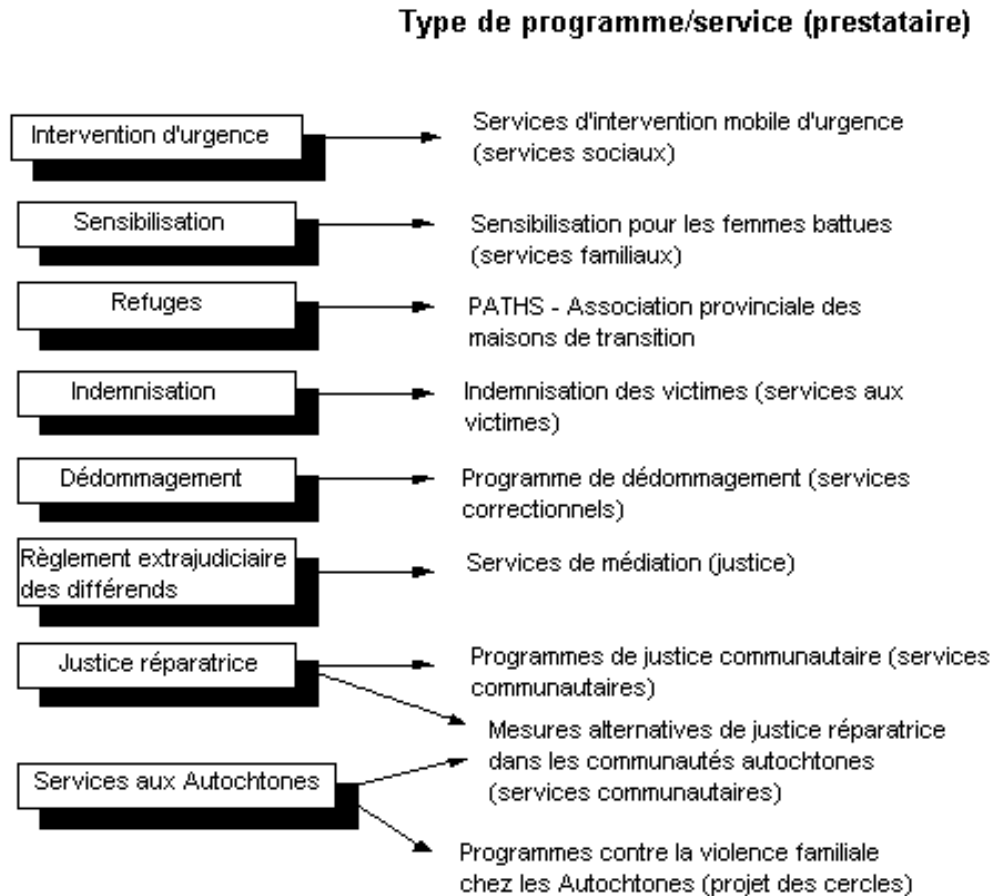 Type de programme/service (prestataire)
Intervention d'urgence
Services d'intervention mobile d'urgence
(services sociaux)
Sensibilisation
Sensibilisation pour les femmes battues
(services familiaux)
Refuges
PATHS - Association provinciale des
maisons de transition
Indemnisation
Indemnisation des victimes (services aux
victimes)
Dédommagement
Programme de dédommagement (services
correctionnels)
Règlement extrajudiciaire
des différends
Services de médiation (justice)
Justice réparatrice
Programmes de justice communautaire (services
communautaires)
Mesures alternatives de justice réparatrice
dans les communautés autochtones
(services communautaires)
Services aux Autochtones
Programmes contre la violence familiale
chez les Autochtones (projet des cercles)